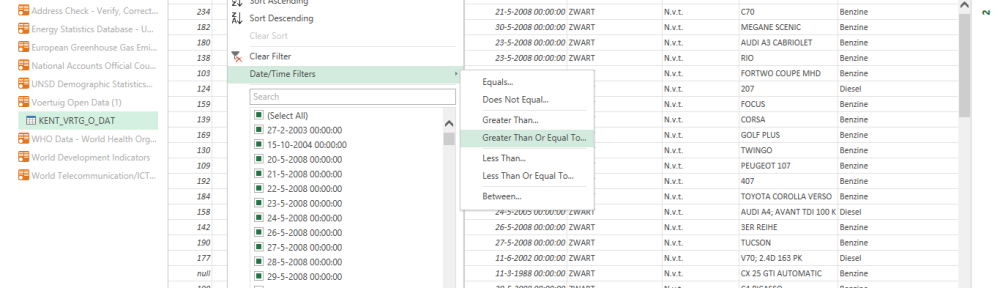 Sort Ascending
Address Check - Verify, Correct... 234 Sort Descending 21-5-2008 00:00:00 ZWART N.v.t. C70 Benzine
Energy Statistics Database - U... 182 Clear Sort 30-5-2008 00:00:00 ZWART N.v.t. MEGANE SCENIC Benzine
European Greenhouse Gas Emi... 180 23-5-2008 00:00:00 ZWART N.v.t. AUDI A3 CABRIOLET Benzine
National Accounts Official Cou... 138 Clear Filter 23-5-2008 00:00:00 ZWART N.v.t. RIO Benzine
103 Date/Time Filters N.v.t. FORTWO COUPE MHD Benzine
UNSD Demographic Statistics... 124 Equals... N.v.t. 207 Diesel
Voertuig Open Data (1) 159 Search Does Not Equal... N.v.t. FOCUS Benzine
KENT_VRTG_O_DAT 139 (Select All) Greater Than... N.v.t. CORSA Benzine
WHO Data - World Health Org... 169 27-2-2003 00:00:00 Greater Than Or Equal To... N.v.t. GOLF PLUS Benzine
World Development Indicators 130 15-10-2004 00:00:00 Less Than... N.v.t. TWINGO Benzine
109 20-5-2008 00:00:00 N.v.t. PEUGEOT 107 Benzine
World Telecommunication/ICT... 192 21-5-2008 00:00:00 Less Than Or Equal To... N.v.t. 407 Benzine
184 22-5-2008 00:00:00 Between... N.v.t. TOYOTA COROLLA VERSO Benzine
158 23-5-2008 00:00:00 24-5-2005 00:00:00 ZWART N.v.t. AUDI A4; AVANT TDI 100 K Diesel
142 24-5-2008 00:00:00 26-5-2008 00:00:00 ZWART N.v.t. 3ER REIHE Benzine
190 26-5-2008 00:00:00 27-5-2008 00:00:00 ZWART N.v.t. TUCSON Benzine
177 27-5-2008 00:00:00 11-6-2002 00:00:00 ZWART N.v.t. V70; 2.4D 163 PK Diesel
null 28-5-2008 00:00:00 11-3-1988 00:00:00 ZWART N.v.t. CX 25 GTI AUTOMATIC Benzine
29-5-2008 00:00:00